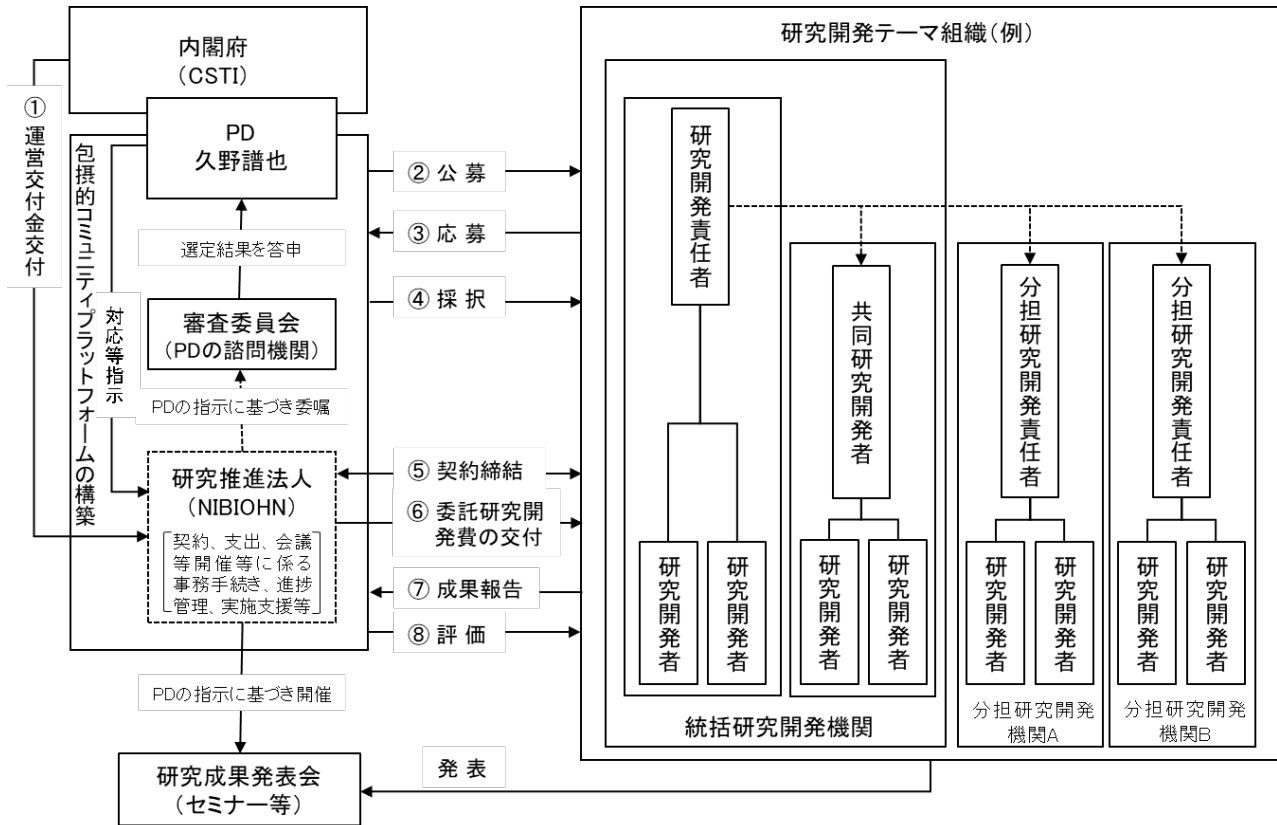 内閣府
(CSTI)
PD
久野譜也
①
運営交付金交付
包摂的コミュニティプラットフォームの構築
対応等指示
選定結果を答申
審査委員会
(PDの諮問機関)
PDの指示に基づき委嘱
研究推進法人
(NIBIOHN)
契約、支出、会議
等開催等に係る
事務手続き、進捗
管理、実施支援等
PDの指示に基づき開催
研究成果発表会
(セミナー等)
② 公 募
③ 応 募
④ 採 択
⑤ 契約締結
⑥ 委託研究開
発費の交付
⑦ 成果報告
⑧ 評 価
発 表
研究開発テーマ組織(例)
研究開発責任者
研究開発者
研究開発者
共同研究開発者
研究開発者
研究開発者
統括研究開発機関
分担研究開発責任者
研究開発者
研究開発者
分担研究開発
機関A
分担研究開発責任者
研究開発者
研究開発者
分担研究開発
機関B